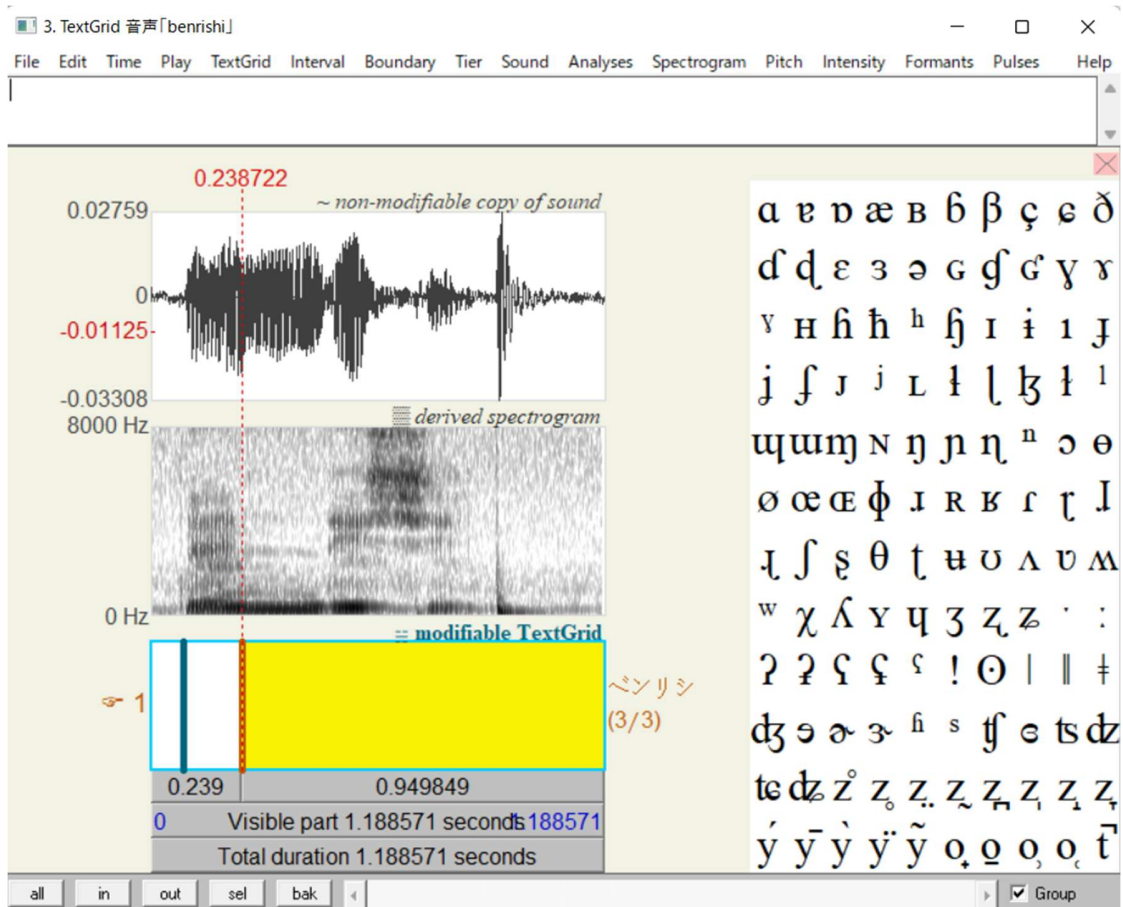 3. TextGrid 音声「benrishi」
File Edit Time Play TextGrid Interval Boundary Tier Sound Analyses Spectrogram Pitch Intensity Formants Pulses Help
0.238722
~ non-modifiable copy of sound
0.02759
0
-0.01125
-0.03308
derived spectrogram
8000 Hz
0 Hz
modifiable TextGrid
☞ 1
ベンリシ
(3/3)
0.239 0.949849
0 Visible part 1.188571 seconds 1.188571
Total duration 1.188571 seconds
ɑ ɐ ɒ æ ʙ ɓ β ç ɕ ð
ɗ ɖ ɛ ɜ ə ɢ ɠ ʛ ɣ ɤ
ˠ ʜ ɦ ħ ʰ ɧ ɪ ɨ ı ɟ
ʝ ʄ ᴊ ʲ ʟ ɫ ɭ ɮ ɬ ˡ
ɰ ɯ ɱ ɴ ŋ ɲ ɳ ⁿ ɔ ɵ
ø œ ɶ ɸ ɹ ʀ ʁ ɾ ɽ ɺ
ɻ ʃ ʂ θ ʈ ʉ ʊ ʌ ʋ ʍ
ʷ χ ʎ ʏ ɥ ʒ ʐ ʑ ˑ ː
ʔ ʡ ʕ ʢ ˤ ǃ ʘ ǀ ǁ ǂ
ʤ ɘ ɚ ɝ ʱ ˢ ʧ ɞ ʦ ʣ
all in out sel bak Group